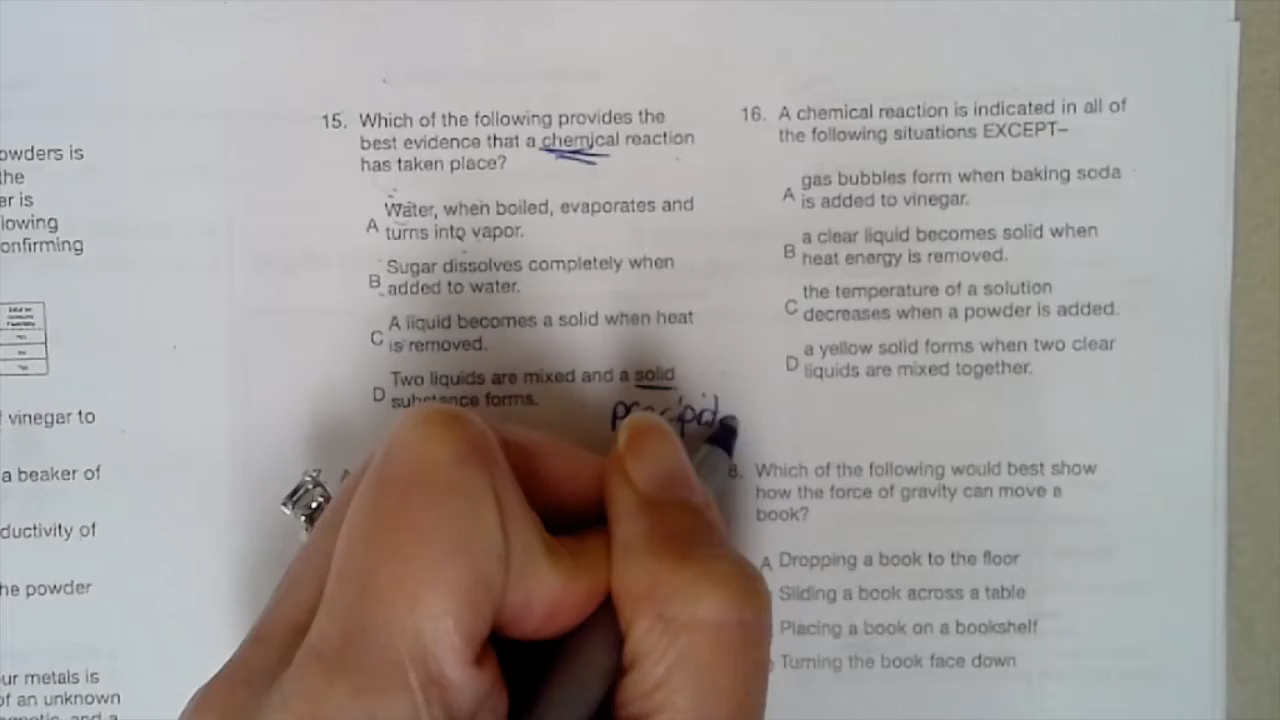 owders is
the
er is
lowing
onfirming
f vinegar to
a beaker of
ductivity of
he powder
ur metals is
of an unknown
15. Which of the following provides the
best evidence that a chemical reaction
has taken place?
A Water, when boiled, evaporates and
turns into vapor.
B Sugar dissolves completely when
added to water.
C A liquid becomes a solid when heat
is removed.
D Two liquids are mixed and a solid
substance forms.
16. A chemical reaction is indicated in all of
the following situations EXCEPT–
A gas bubbles form when baking soda
is added to vinegar.
B a clear liquid becomes solid when
heat energy is removed.
C the temperature of a solution
decreases when a powder is added.
D a yellow solid forms when two clear
liquids are mixed together.
8. Which of the following would best show
how the force of gravity can move a
book?
A Dropping a book to the floor
Sliding a book across a table
Placing a book on a bookshelf
Turning the book face down